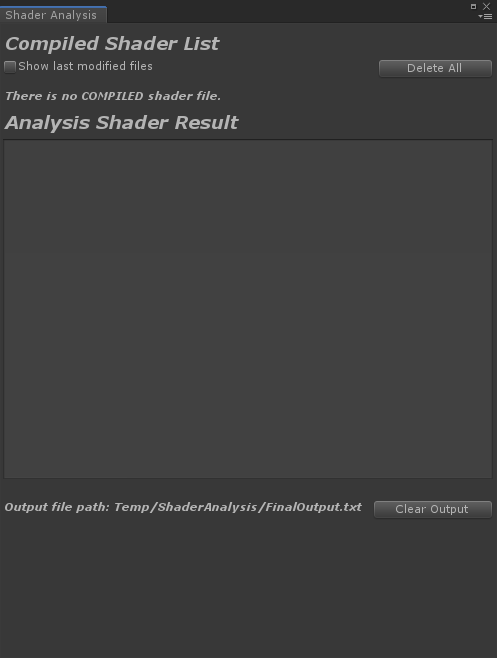 Shader Analysis
Compiled Shader List
Show last modified files
Delete All
There is no COMPILED shader file.
Analysis Shader Result
Output file path: Temp/ShaderAnalysis/FinalOutput.txt
Clear Output